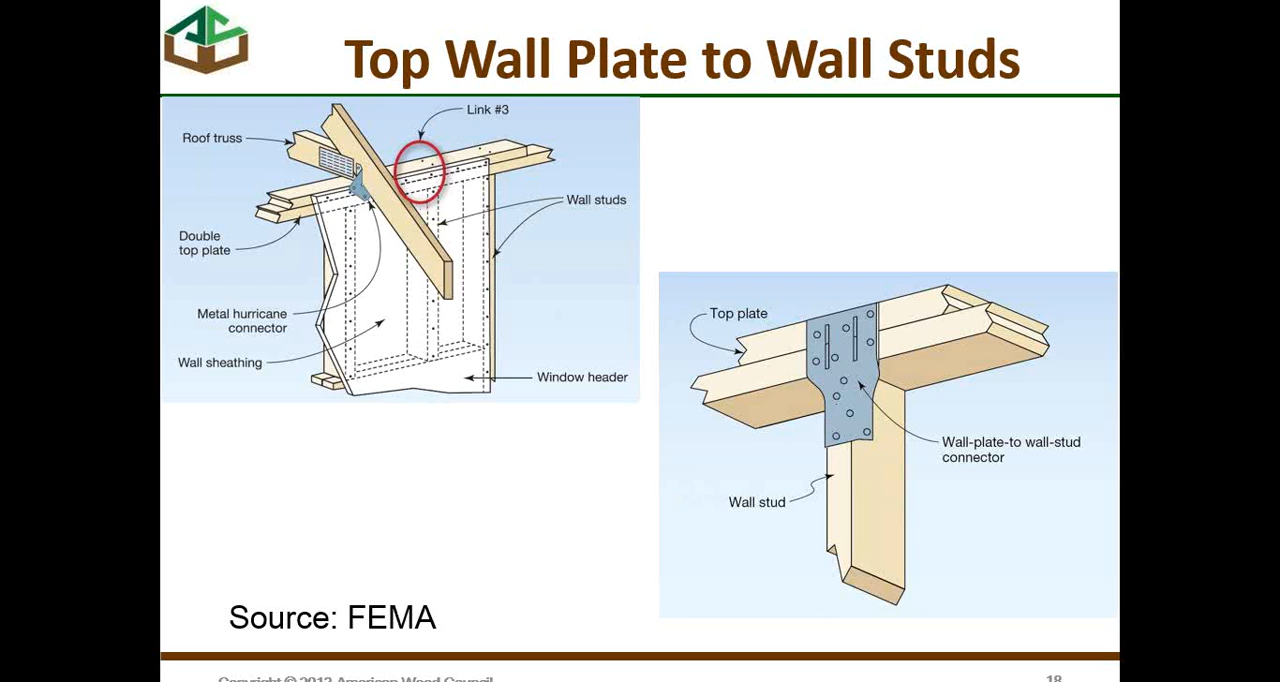 Top Wall Plate to Wall Studs
Link #3
Roof truss
Wall studs
Double
top plate
Metal hurricane
connector
Wall sheathing
Window header
Top plate
Wall-plate-to wall-stud
connector
Wall stud
Source: FEMA
Copyright © 2013 American Wood Council
18